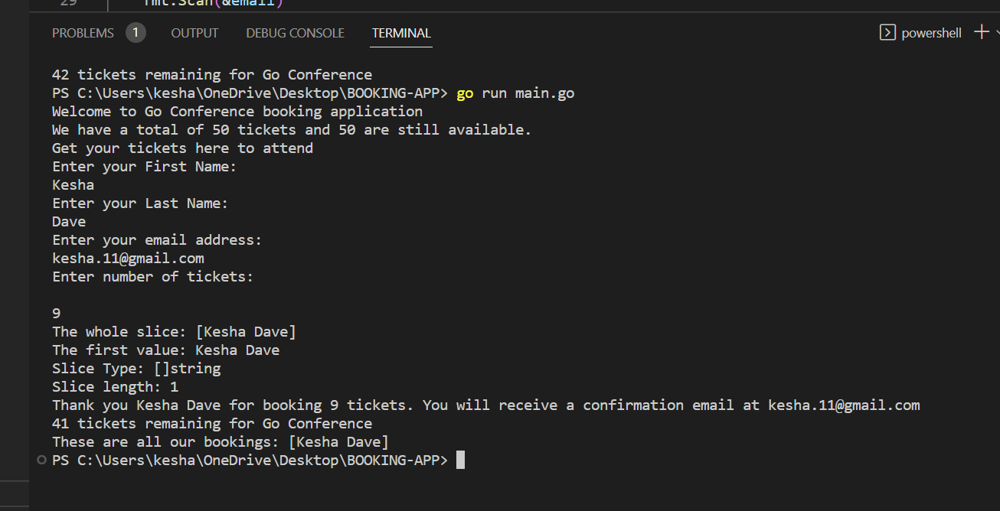 29 fmt.Scan(&email)
PROBLEMS 1 OUTPUT DEBUG CONSOLE TERMINAL powershell
42 tickets remaining for Go Conference
PS C:\Users\kesha\OneDrive\Desktop\BOOKING-APP> go run main.go
Welcome to Go Conference booking application
We have a total of 50 tickets and 50 are still available.
Get your tickets here to attend
Enter your First Name:
Kesha
Enter your Last Name:
Dave
Enter your email address:
kesha.11@gmail.com
Enter number of tickets:
9
The whole slice: [Kesha Dave]
The first value: Kesha Dave
Slice Type: []string
Slice length: 1
Thank you Kesha Dave for booking 9 tickets. You will receive a confirmation email at kesha.11@gmail.com
41 tickets remaining for Go Conference
These are all our bookings: [Kesha Dave]
PS C:\Users\kesha\OneDrive\Desktop\BOOKING-APP>